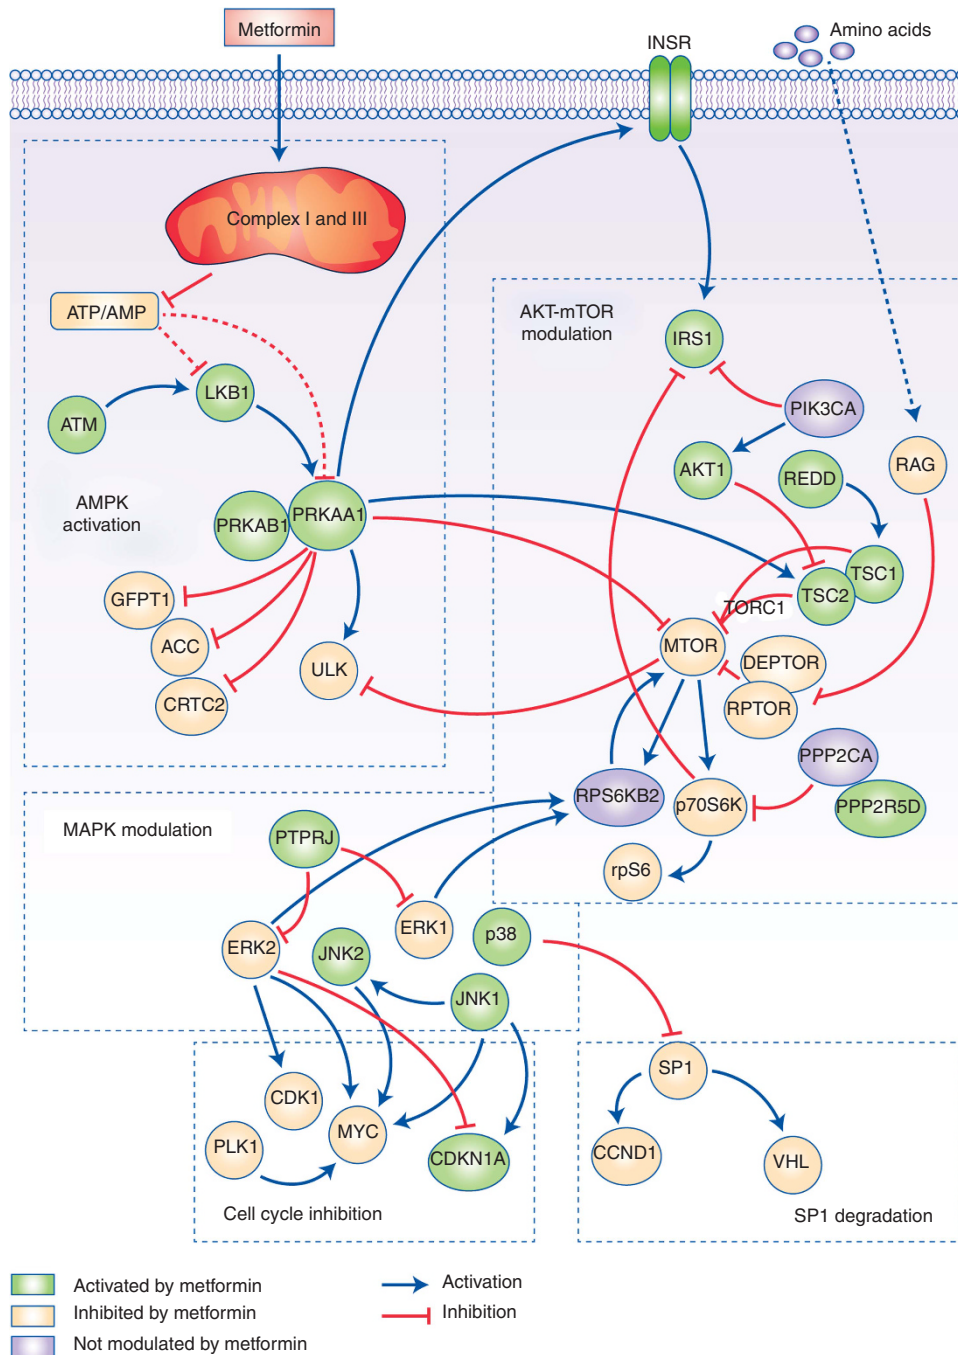 Metformin
INSR
Amino acids
Complex I and III
ATP/AMP
AKT-mTOR
modulation
IRS1
LKB1
PIK3CA
ATM
AKT1
REDD
RAG
AMPK
activation
PRKAB1
PRKAA1
TSC1
TSC2
GFPT1
TORC1
ACC
ULK
MTOR
DEPTOR
CRTC2
RPTOR
PPP2CA
RPS6KB2
p70S6K
PPP2R5D
MAPK modulation
PTPRJ
rpS6
ERK1
p38
ERK2
JNK2
JNK1
SP1
CDK1
MYC
PLK1
CDKN1A
CCND1
VHL
Cell cycle inhibition
SP1 degradation
Activated by metformin
Activation
Inhibited by metformin
Inhibition
Not modulated by metformin